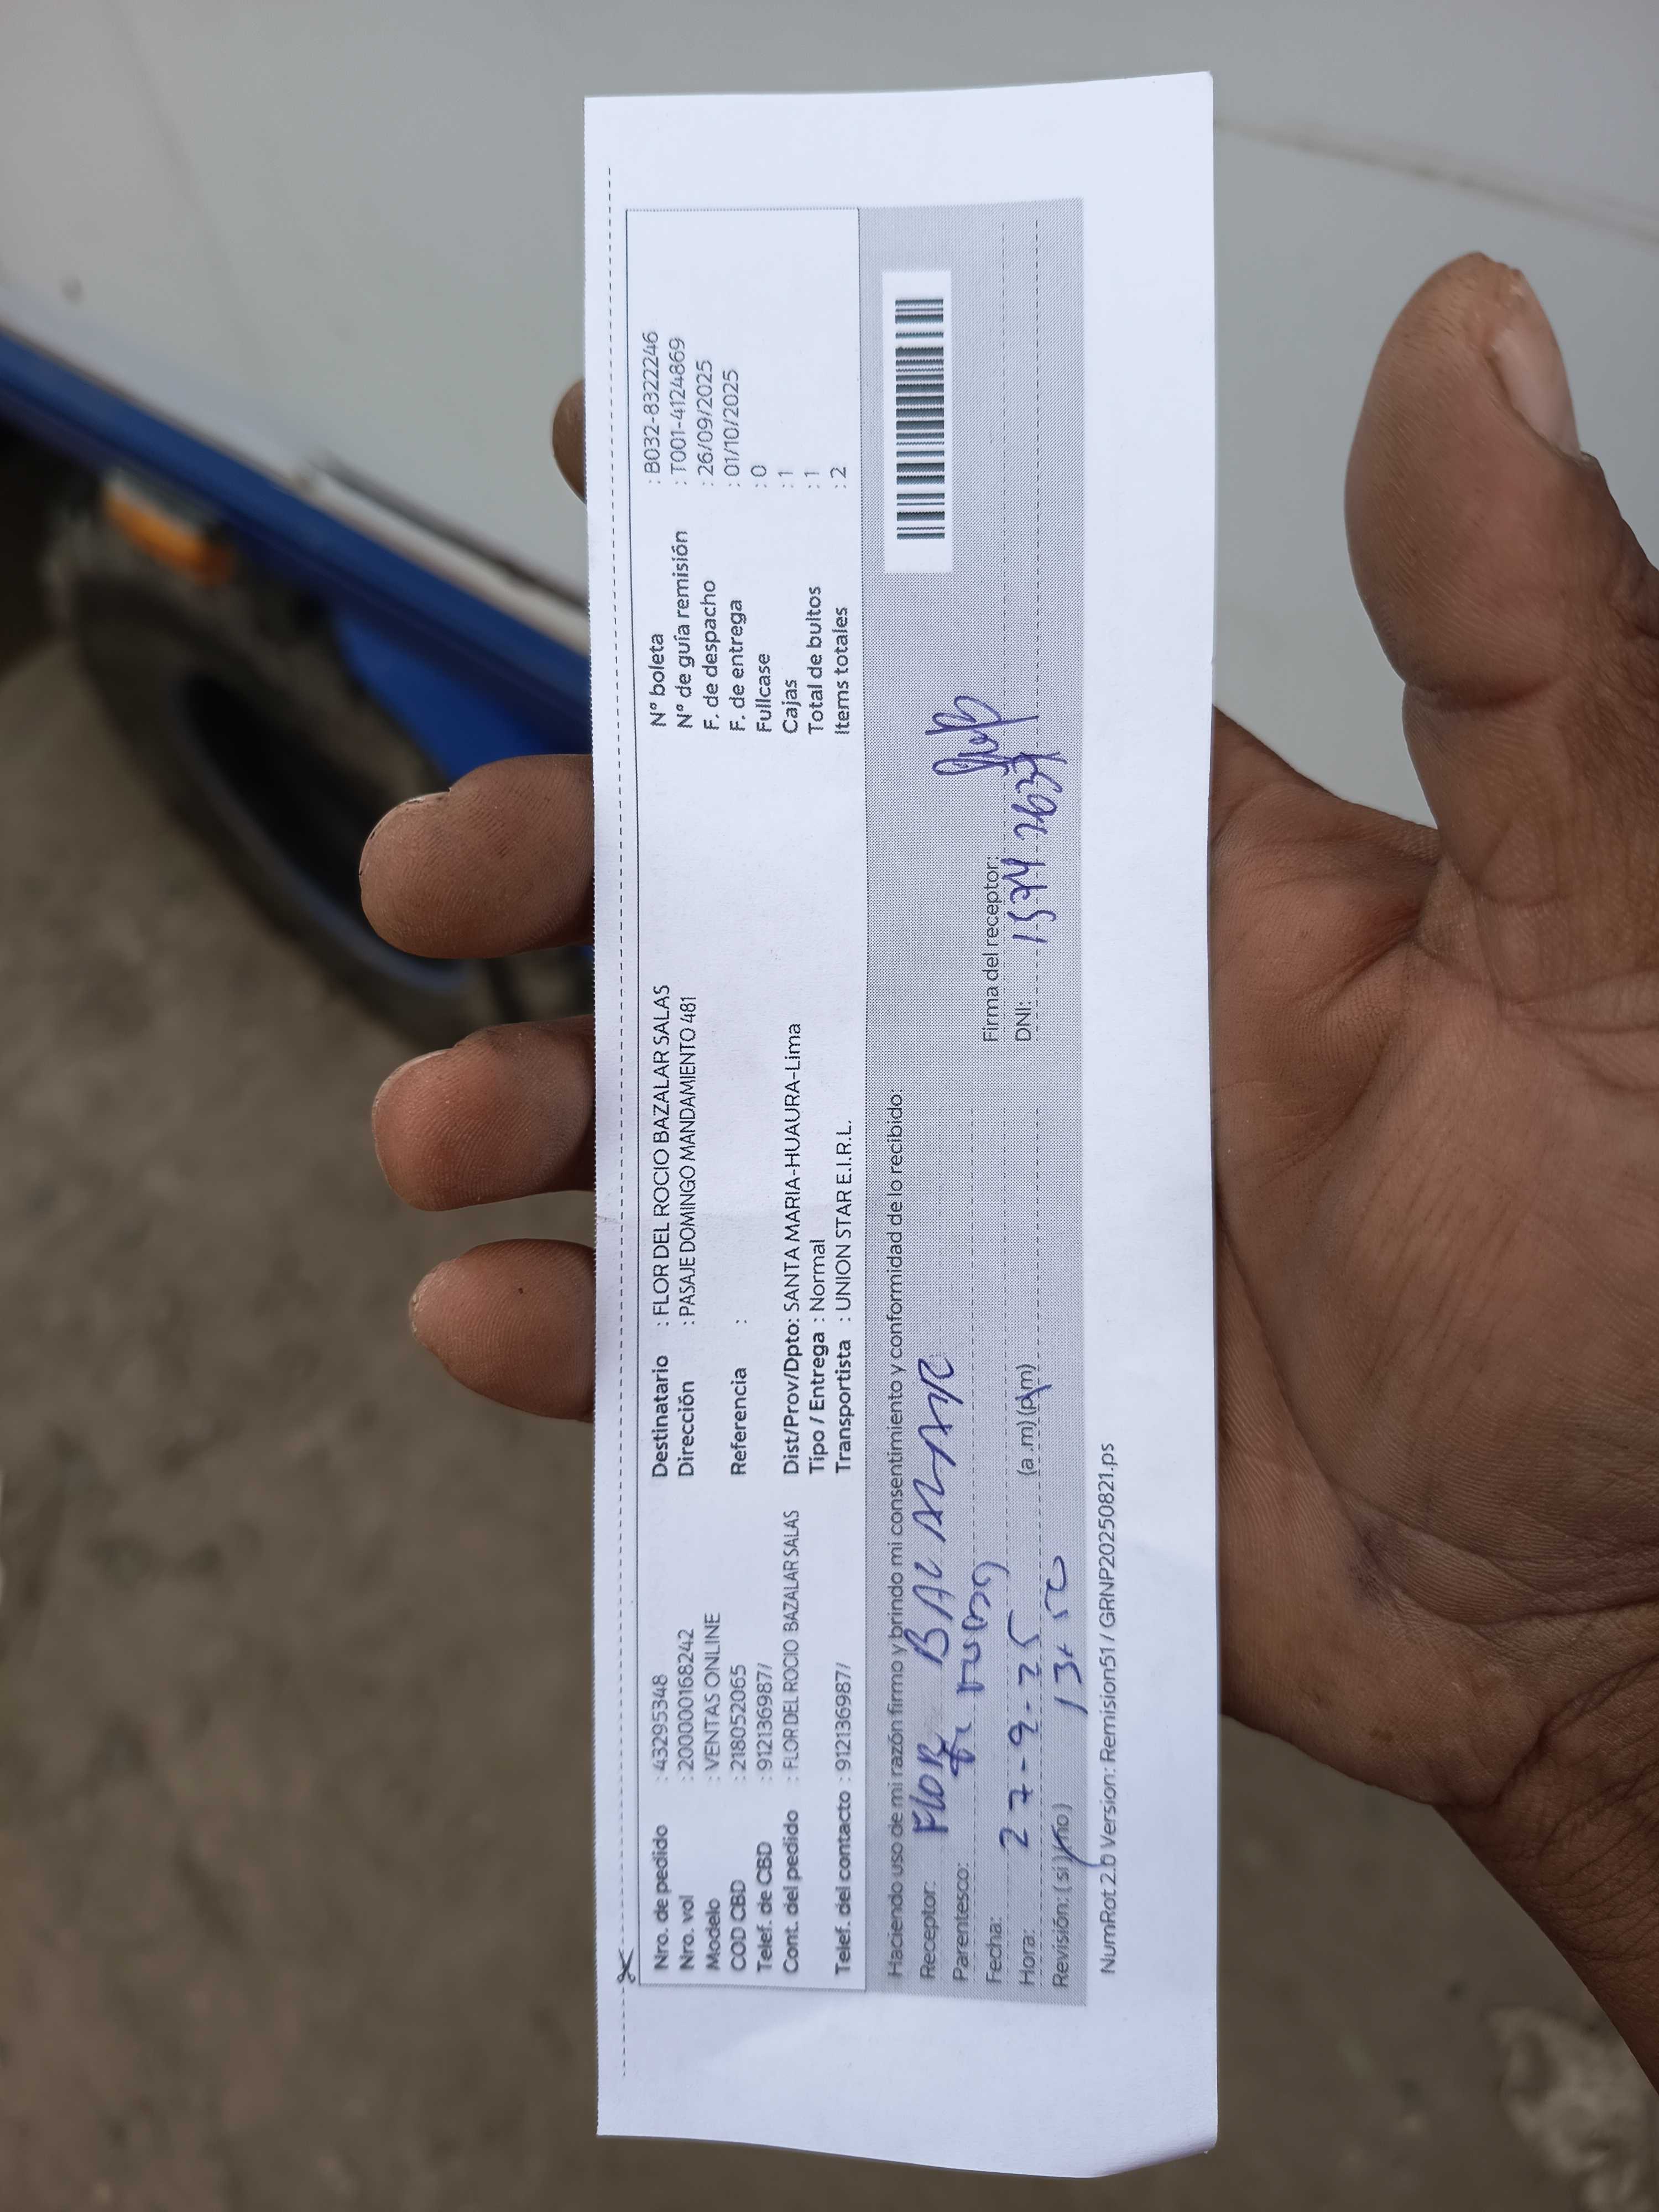 Nro. de pedido : 43295348
Nro. vol : 200000168242
Modelo : VENTAS ONLINE
COD CBD : 218052065
Telef. de CBD : 912136987/
Cont. del pedido : FLOR DEL ROCIO BAZALAR SALAS
Telef. del contacto : 912136987/
Destinatario : FLOR DEL ROCIO BAZALAR SALAS
Dirección : PASAJE DOMINGO MANDAMIENTO 481
Referencia :
Dist/Prov/Dpto: SANTA MARIA-HUAURA-Lima
Tipo / Entrega : Normal
Transportista : UNION STAR E.I.R.L.
N° boleta : B032-8322246
N° de guía remisión : T001-4124869
F. de despacho : 26/09/2025
F. de entrega : 01/10/2025
Fullcase : 0
Cajas : 1
Total de bultos : 1
Items totales : 2
Haciendo uso de mi razón firmo y brindo mi consentimiento y conformidad de lo recibido:
Receptor: FLOR
Parentesco:
Fecha: 27-9-25
Hora: (a .m) (p.m)
Revisión: ( si ) (no)
Firma del receptor:
DNI:
NumRot 2.0 Version: Remision51 / GRNP20250821.ps